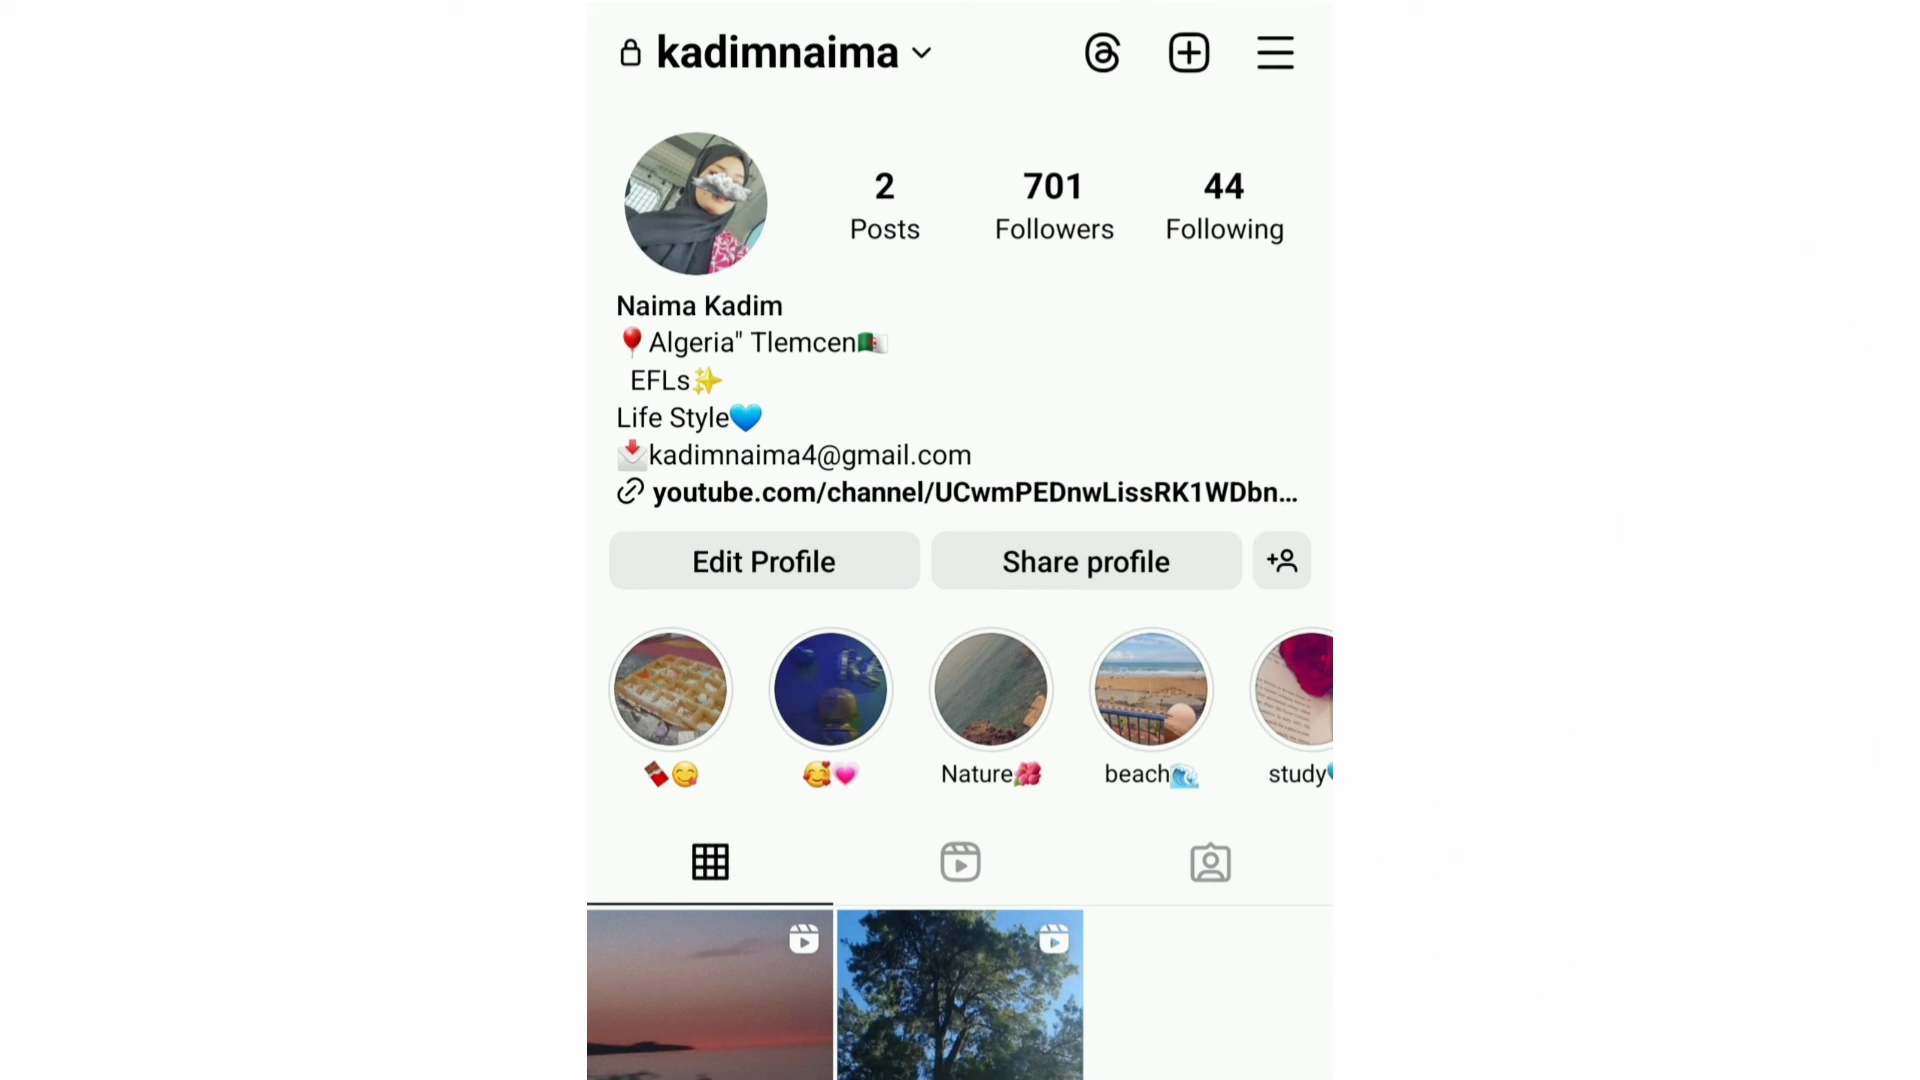 kadimnaima
2
Posts
701
Followers
44
Following
Naima Kadim
📍Algeria" Tlemcen🇩🇿
EFLs✨
Life Style💙
📩kadimnaima4@gmail.com
youtube.com/channel/UCwmPEDnwLissRK1WDbn...
Edit Profile
Share profile
🍫😋
🥰💗
Nature🌺
beach🌊
study